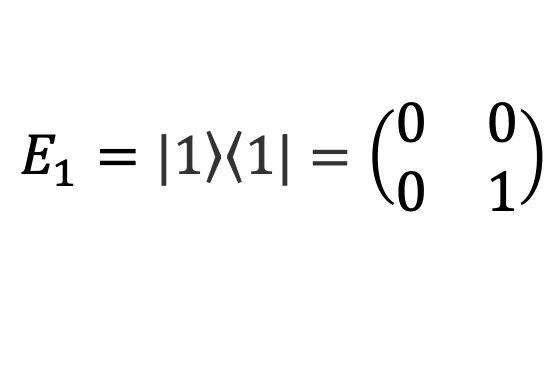 E₁ = |1⟩⟨1| = (0 0
0 1)